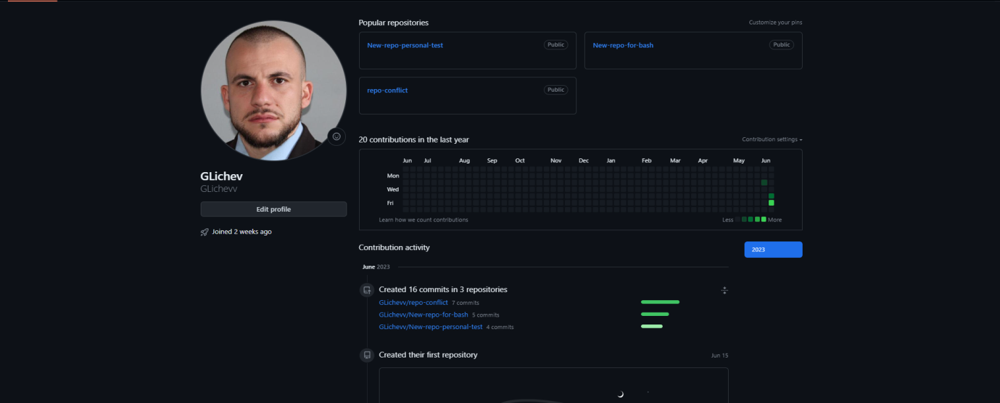 Popular repositories
Customize your pins
New-repo-personal-test
Public
New-repo-for-bash
Public
repo-conflict
Public
GLichev
GLichevv
Edit profile
Joined 2 weeks ago
20 contributions in the last year
Contribution settings
Jun Jul Aug Sep Oct Nov Dec Jan Feb Mar Apr May Jun
Mon
Wed
Fri
Learn how we count contributions
Less More
Contribution activity
2023
June 2023
Created 16 commits in 3 repositories
GLichevv/repo-conflict 7 commits
GLichevv/New-repo-for-bash 5 commits
GLichevv/New-repo-personal-test 4 commits
Created their first repository
Jun 15